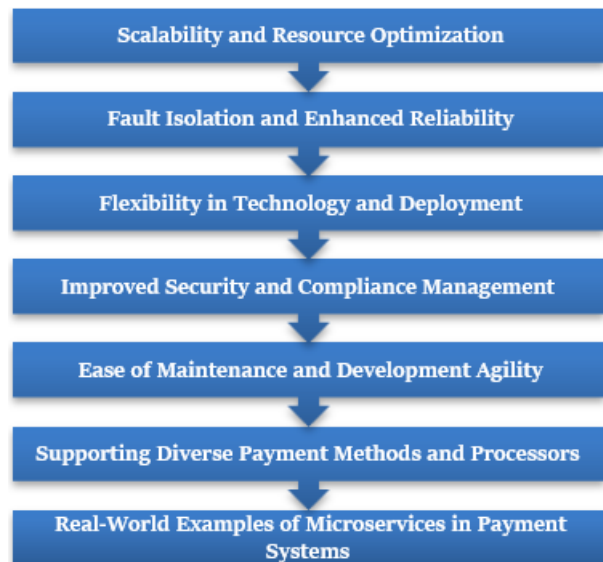 Scalability and Resource Optimization
Fault Isolation and Enhanced Reliability
Flexibility in Technology and Deployment
Improved Security and Compliance Management
Ease of Maintenance and Development Agility
Supporting Diverse Payment Methods and Processors
Real-World Examples of Microservices in Payment
Systems